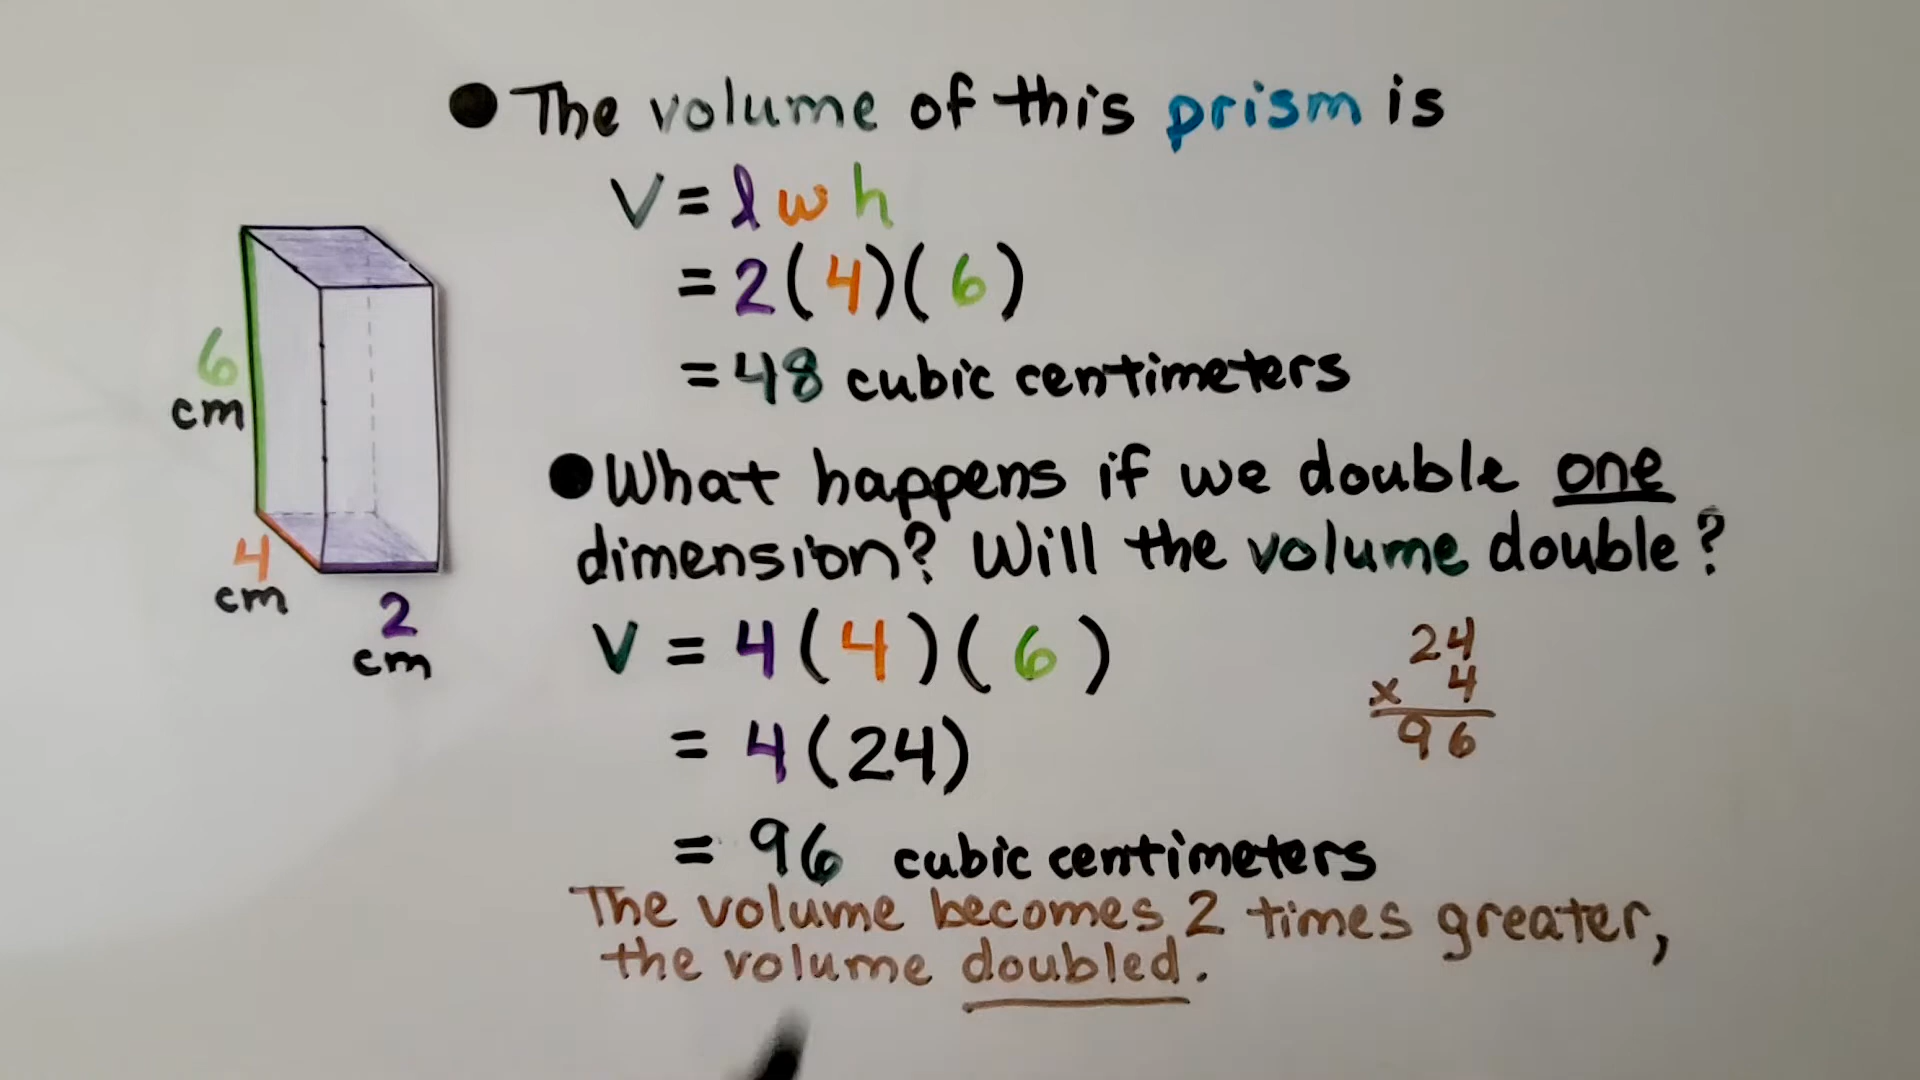 ● The volume of this prism is
V = l w h
= 2(4)(6)
= 48 cubic centimeters
6
cm
4
cm
2
cm
● What happens if we double one
dimension? Will the volume double?
V = 4(4)(6)
= 4(24)
= 96 cubic centimeters
24
x 4
96
The volume becomes 2 times greater,
the volume doubled.